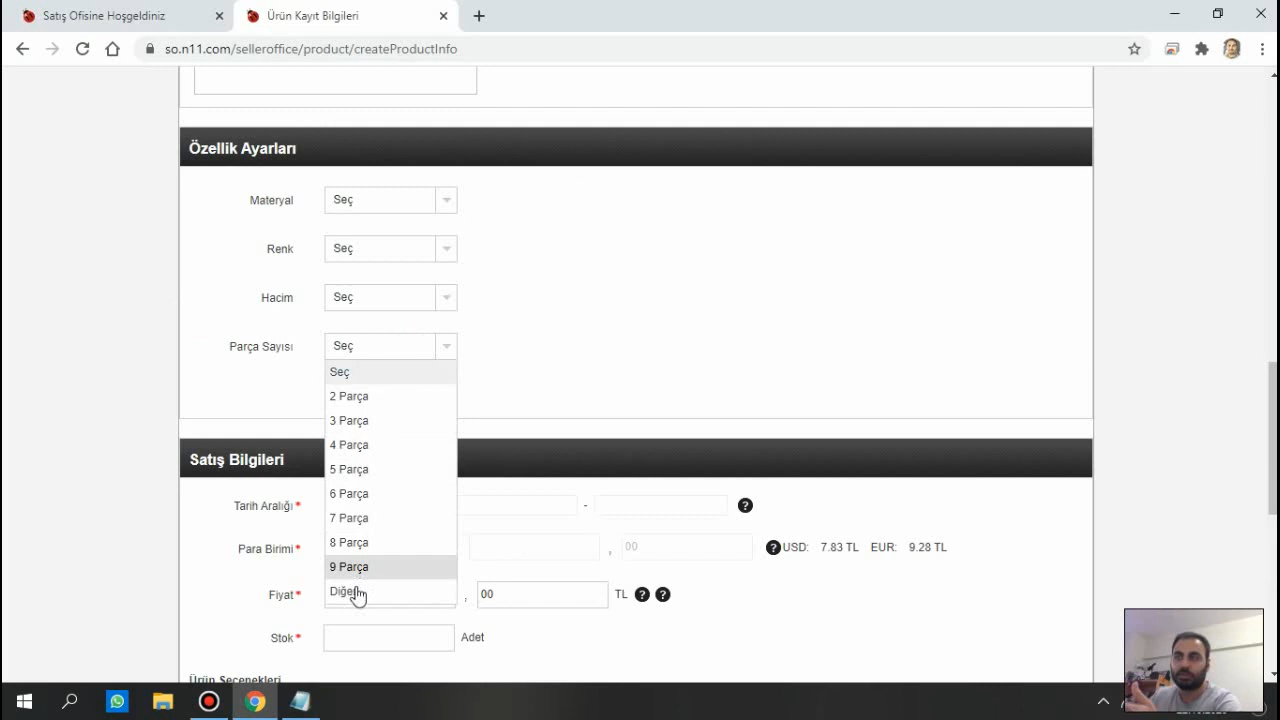 Satış Ofisine Hoşgeldiniz
Ürün Kayıt Bilgileri
so.n11.com/selleroffice/product/createProductInfo
Özellik Ayarları
Materyal Seç
Renk Seç
Hacim Seç
Parça Sayısı Seç
Seç
2 Parça
3 Parça
4 Parça
5 Parça
6 Parça
7 Parça
8 Parça
9 Parça
Satış Bilgileri
Tarih Aralığı* - ?
Para Birimi* , 00 ? USD: 7.83 TL EUR: 9.28 TL
Fiyat* , 00 TL ? ?
Stok* Adet
Ürün Seçenekleri